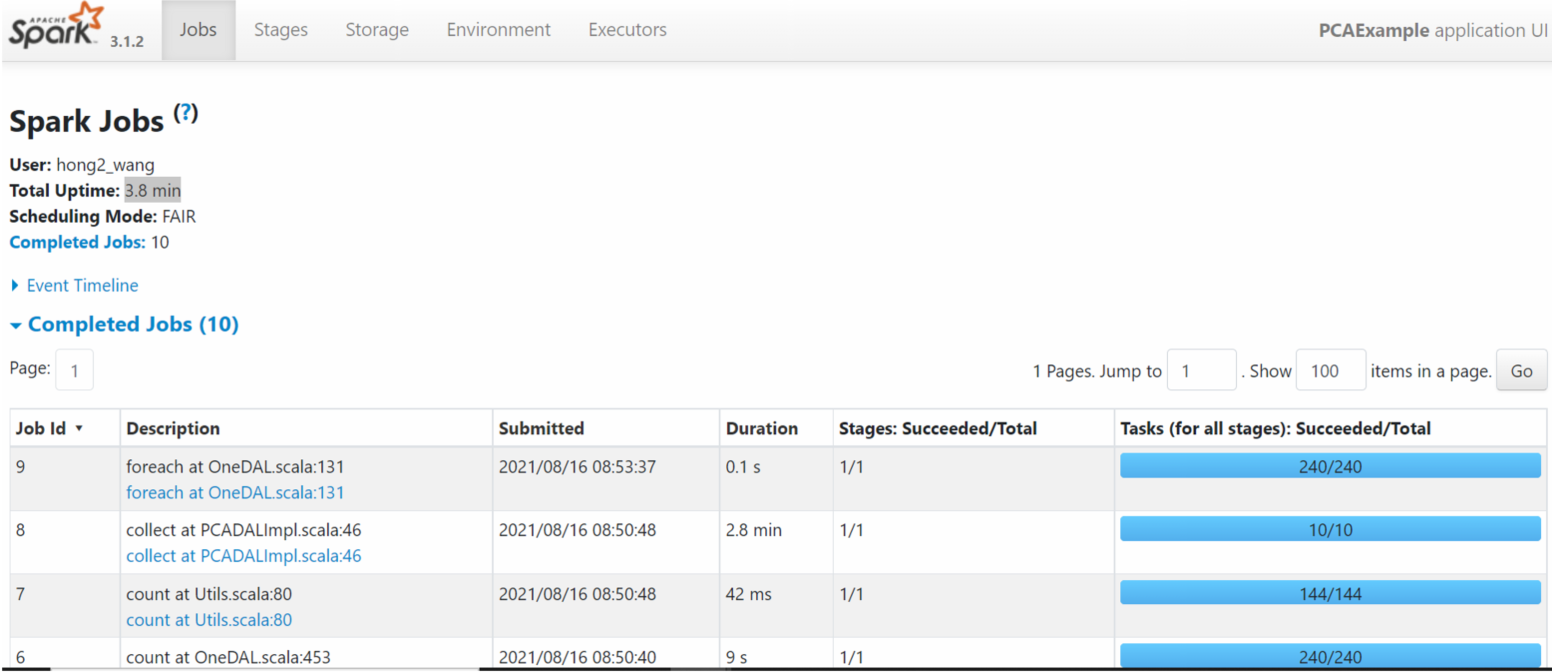 APACHE
Spark 3.1.2 Jobs Stages Storage Environment Executors PCAExample application UI
Spark Jobs (?)
User: hong2_wang
Total Uptime: 3.8 min
Scheduling Mode: FAIR
Completed Jobs: 10
Event Timeline
Completed Jobs (10)
Page: 1 1 Pages. Jump to 1 . Show 100 items in a page. Go
Job Id ▾ Description Submitted Duration Stages: Succeeded/Total Tasks (for all stages): Succeeded/Total
9 foreach at OneDAL.scala:131 2021/08/16 08:53:37 0.1 s 1/1 240/240
foreach at OneDAL.scala:131
8 collect at PCADALImpl.scala:46 2021/08/16 08:50:48 2.8 min 1/1 10/10
collect at PCADALImpl.scala:46
7 count at Utils.scala:80 2021/08/16 08:50:48 42 ms 1/1 144/144
count at Utils.scala:80
6 count at OneDAL.scala:453 2021/08/16 08:50:40 9 s 1/1 240/240